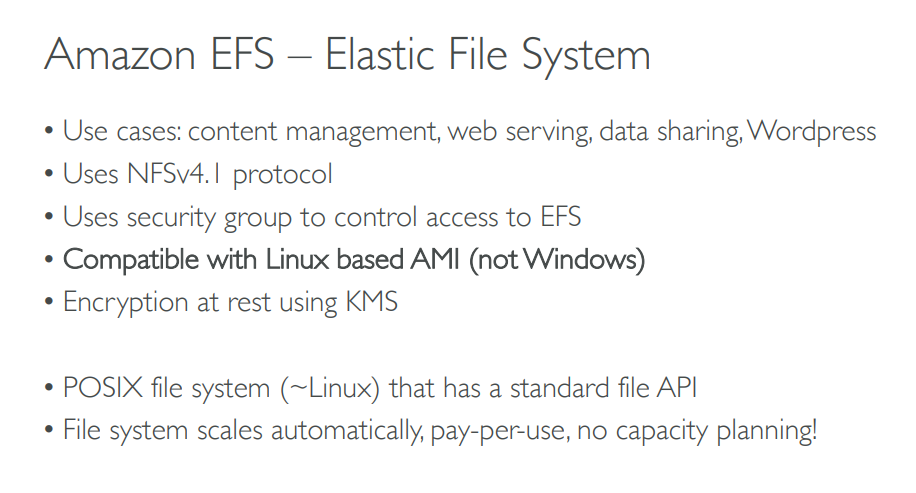 Amazon EFS – Elastic File System
• Use cases: content management, web serving, data sharing, Wordpress
• Uses NFSv4.1 protocol
• Uses security group to control access to EFS
• Compatible with Linux based AMI (not Windows)
• Encryption at rest using KMS
• POSIX file system (~Linux) that has a standard file API
• File system scales automatically, pay-per-use, no capacity planning!